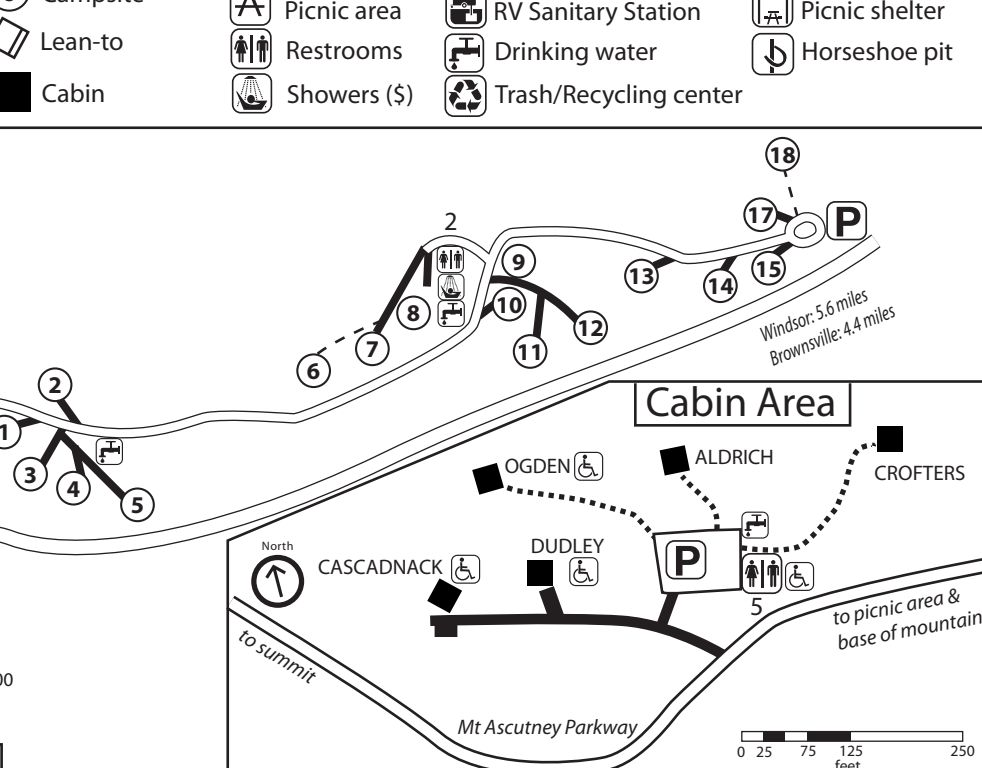 Campsite
Picnic area
RV Sanitary Station
Picnic shelter
Lean-to
Restrooms
Drinking water
Horseshoe pit
Cabin
Showers ($)
Trash/Recycling center
18
17
P
2
9
13
14
15
8
10
12
7
11
6
Windsor: 5.6 miles
Brownsville: 4.4 miles
2
1
3
4
5
Cabin Area
OGDEN
ALDRICH
CROFTERS
North
CASCADNACK
DUDLEY
P
5
to picnic area &
base of mountain
to summit
00
Mt Ascutney Parkway
0 25 75 125 250
feet